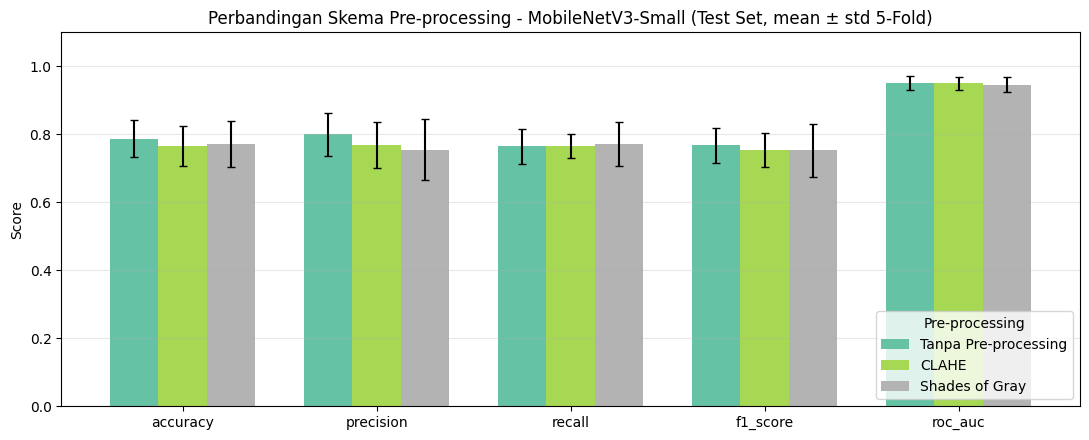 Perbandingan Skema Pre-processing - MobileNetV3-Small (Test Set, mean ± std 5-Fold)
Score
1.0
0.8
0.6
0.4
0.2
0.0
accuracy
precision
recall
f1_score
roc_auc
Pre-processing
Tanpa Pre-processing
CLAHE
Shades of Gray